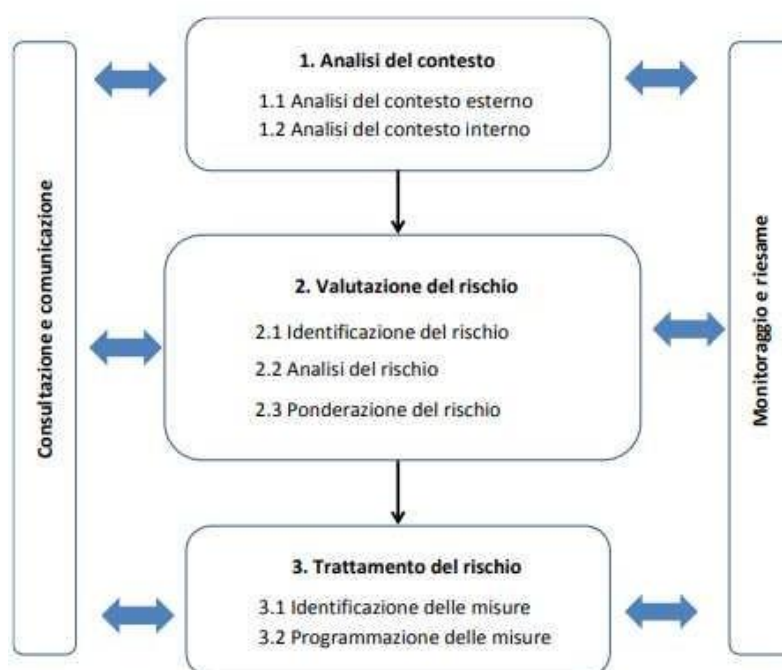 Consultazione e comunicazione
1. Analisi del contesto
1.1 Analisi del contesto esterno
1.2 Analisi del contesto interno
2. Valutazione del rischio
2.1 Identificazione del rischio
2.2 Analisi del rischio
2.3 Ponderazione del rischio
3. Trattamento del rischio
3.1 Identificazione delle misure
3.2 Programmazione delle misure
Monitoraggio e riesame